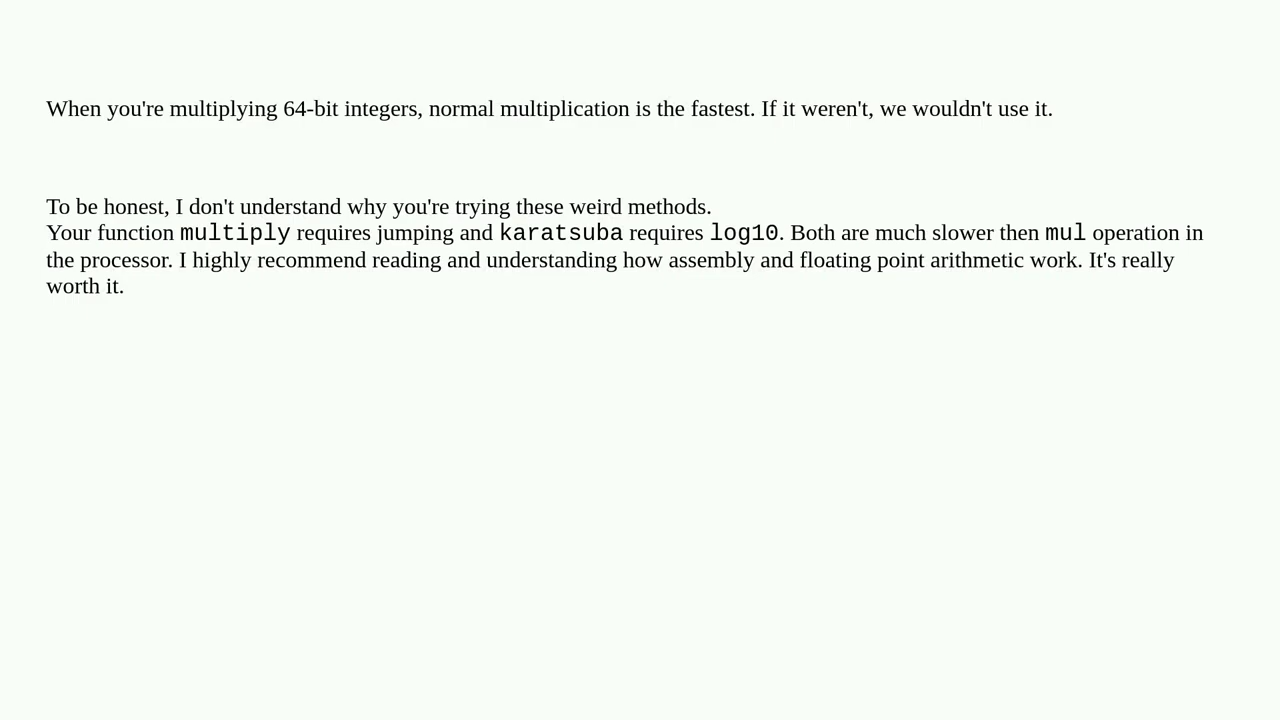 When you're multiplying 64-bit integers, normal multiplication is the fastest. If it weren't, we wouldn't use it.
To be honest, I don't understand why you're trying these weird methods.
Your function multiply requires jumping and karatsuba requires log10. Both are much slower then mul operation in
the processor. I highly recommend reading and understanding how assembly and floating point arithmetic work. It's really
worth it.